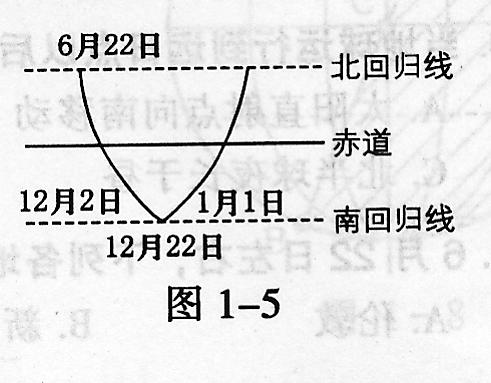 6月22日
北回归线
赤道
12月2日
1月1日
南回归线
12月22日
图 1-5